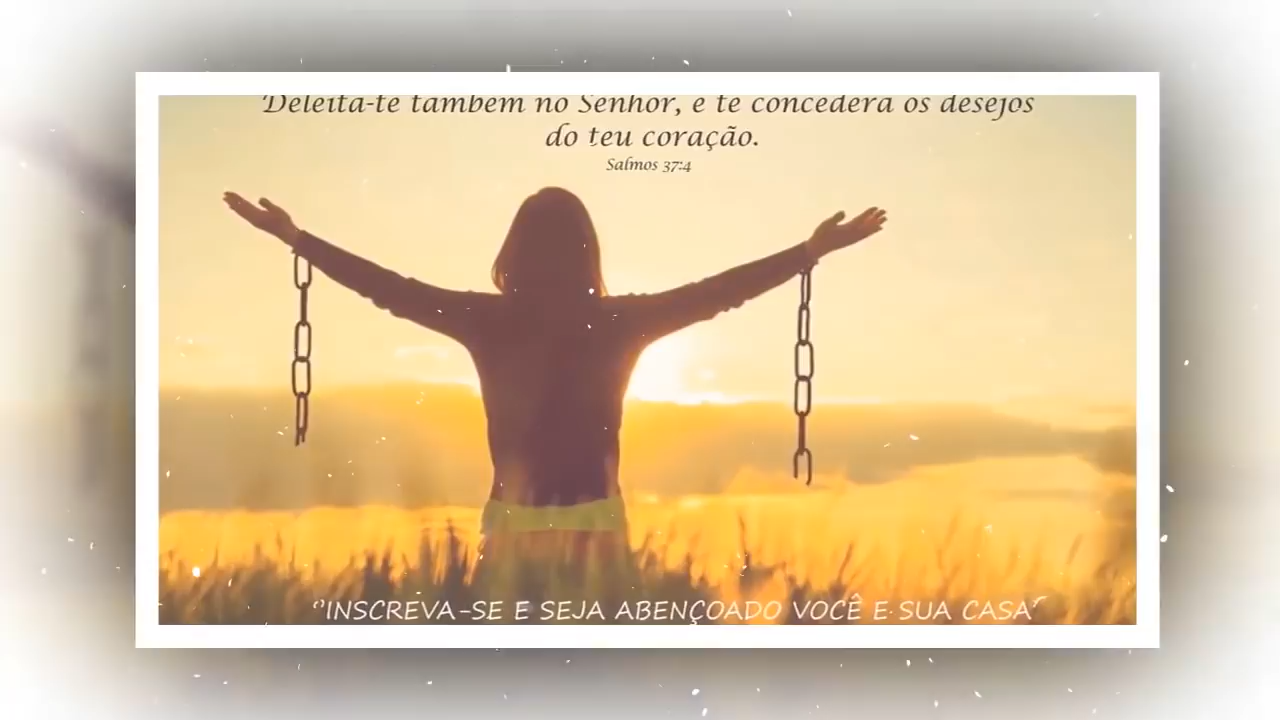 Deleita-te também no Senhor, e te concederá os desejos
do teu coração.
Salmos 37:4
"INSCREVA-SE E SEJA ABENÇOADO VOCÊ E SUA CASA"